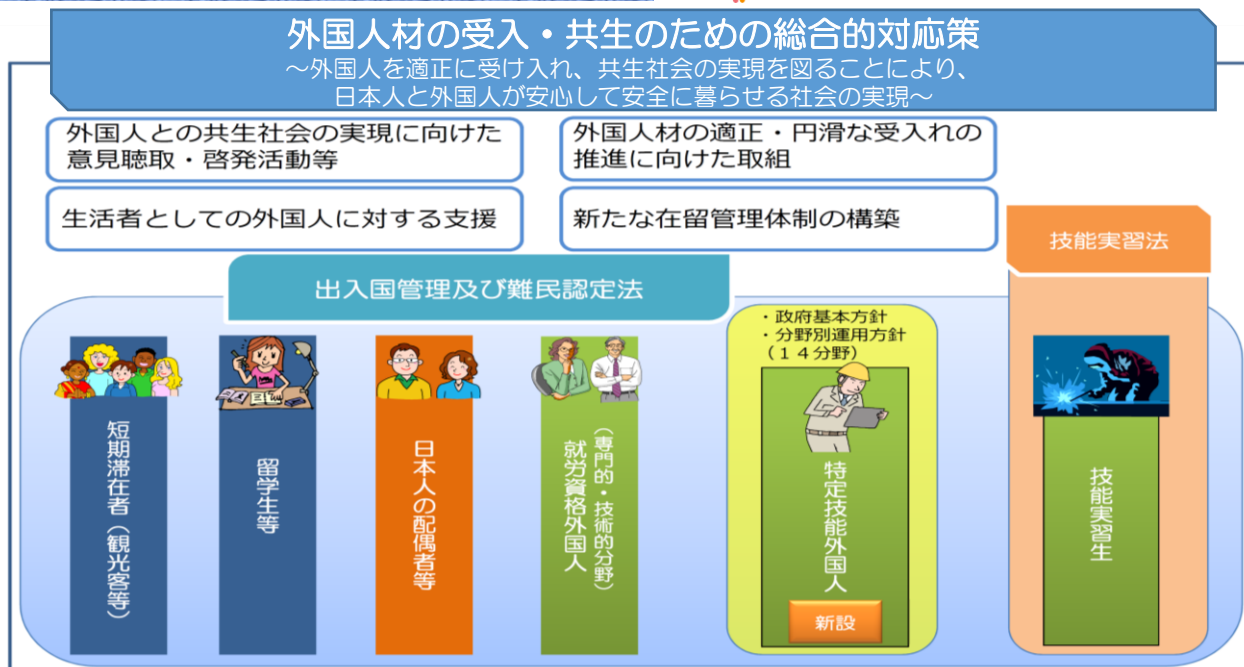 外国人材の受入・共生のための総合的対応策
～外国人を適正に受け入れ、共生社会の実現を図ることにより、
日本人と外国人が安心して安全に暮らせる社会の実現～
外国人との共生社会の実現に向けた
意見聴取・啓発活動等
外国人材の適正・円滑な受入れの
推進に向けた取組
生活者としての外国人に対する支援
新たな在留管理体制の構築
技能実習法
出入国管理及び難民認定法
・政府基本方針
・分野別運用方針
（１４分野）
短期滞在者（観光客等）
留学生等
日本人の配偶者等
（専門的・技術的分野）
就労資格外国人
特定技能外国人
新設
技能実習生